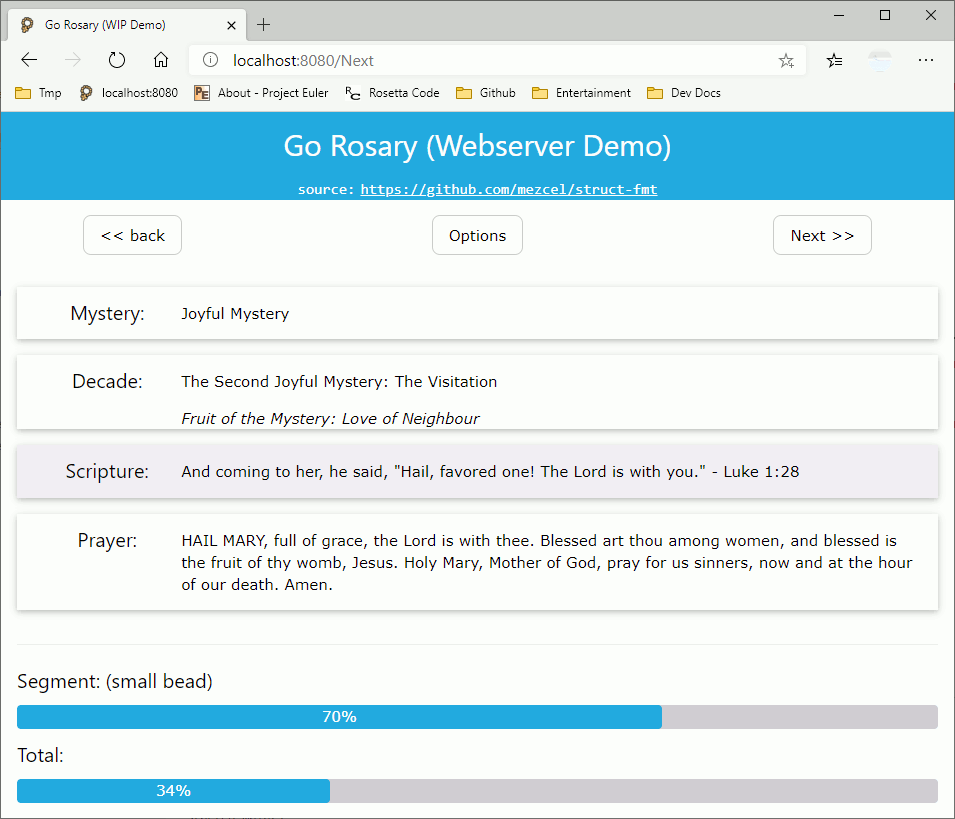 Go Rosary (WIP Demo)
localhost:8080/Next
Tmp localhost:8080 About - Project Euler Rosetta Code Github Entertainment Dev Docs
Go Rosary (Webserver Demo)
source: https://github.com/mezcel/struct-fmt
<< back Options Next >>
Mystery: Joyful Mystery
Decade: The Second Joyful Mystery: The Visitation
Fruit of the Mystery: Love of Neighbour
Scripture: And coming to her, he said, "Hail, favored one! The Lord is with you." - Luke 1:28
Prayer: HAIL MARY, full of grace, the Lord is with thee. Blessed art thou among women, and blessed is
the fruit of thy womb, Jesus. Holy Mary, Mother of God, pray for us sinners, now and at the hour
of our death. Amen.
Segment: (small bead)
70%
Total:
34%